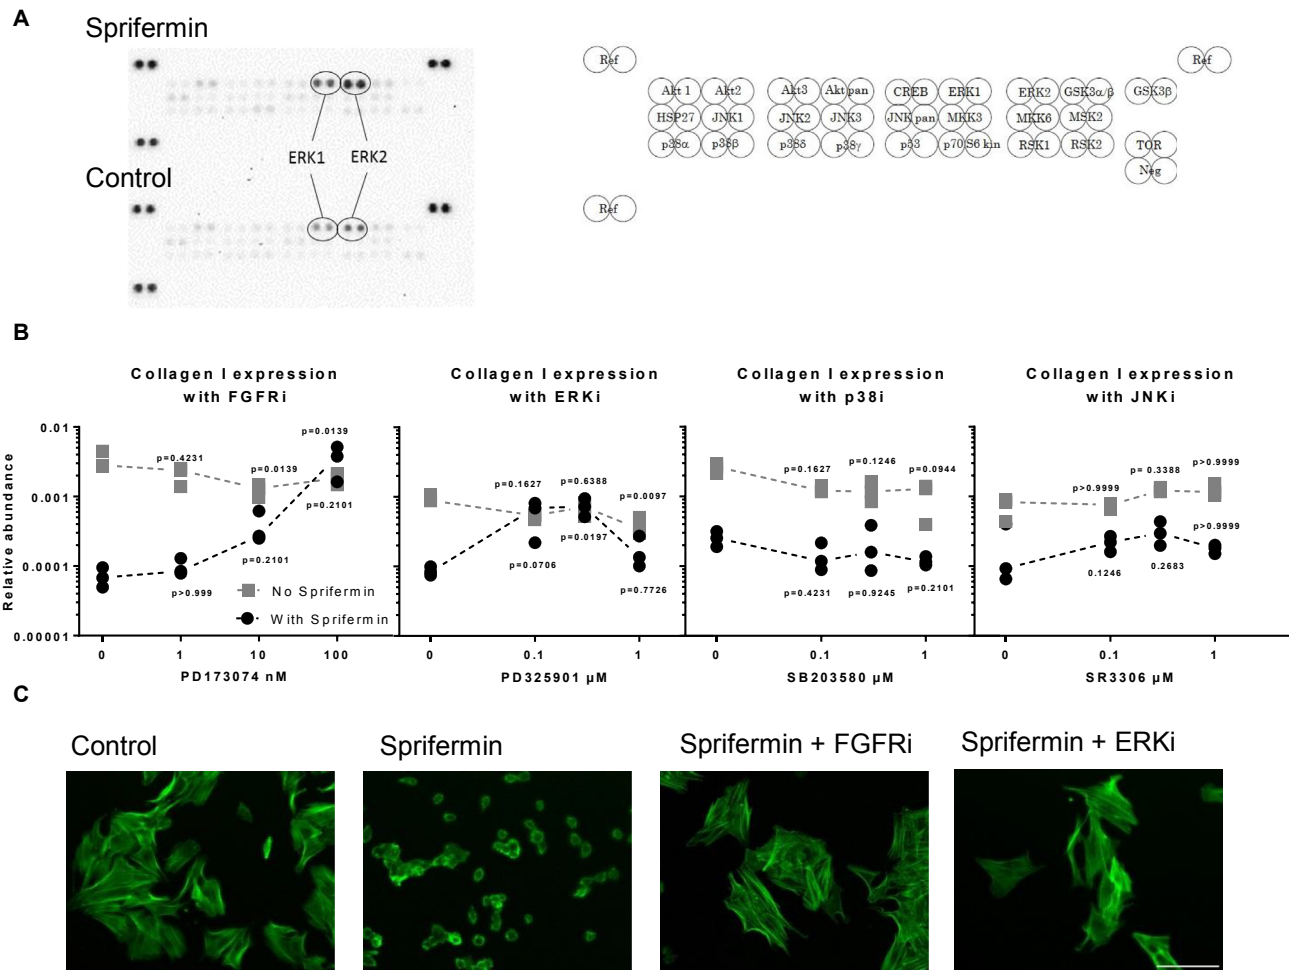 A
Sprifermin
ERK1 ERK2
Control
Ref Ref
Akt 1 Akt2 Akt3 Akt pan CREB ERK1 ERK2 GSK3α/β GSK3β
HSP27 JNK1 JNK2 JNK3 JNK pan MKK3 MKK6 MSK2
p38α p38β p38δ p38γ p53 p70 S6 kin RSK1 RSK2 TOR
Neg
Ref
B
Collagen I expression
with FGFRi
Collagen I expression
with ERKi
Collagen I expression
with p38i
Collagen I expression
with JNKi
Relative abundance
0.01
0.001
0.0001
0.00001
p=0.4231
p=0.0139
p=0.0139
p=0.2101
p=0.2101
p>0.999
No Sprifermin
With Sprifermin
0 1 10 100
PD173074 nM
p=0.1627
p=0.6388
p=0.0097
p=0.0197
p=0.0706
p=0.7726
0 0.1 1
PD325901 µM
p=0.1627
p=0.1246
p=0.0944
p=0.4231
p=0.9245
p=0.2101
0 0.1 1
SB203580 µM
p>0.9999
p= 0.3388
p>0.9999
p>0.9999
0.1246
0.2683
0 0.1 1
SR3306 µM
C
Control
Sprifermin
Sprifermin + FGFRi
Sprifermin + ERKi